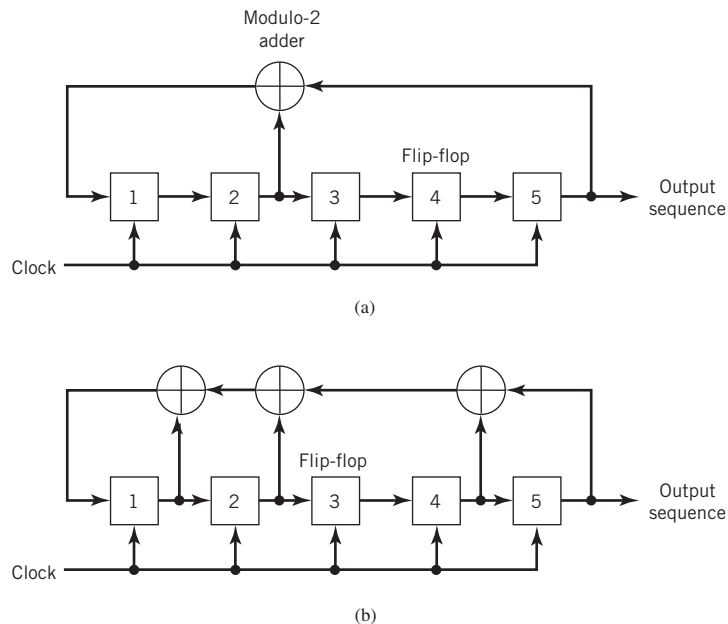 Modulo-2
adder
Flip-flop
1
2
3
4
5
Output
sequence
Clock
(a)
Flip-flop
1
2
3
4
5
Output
sequence
Clock
(b)